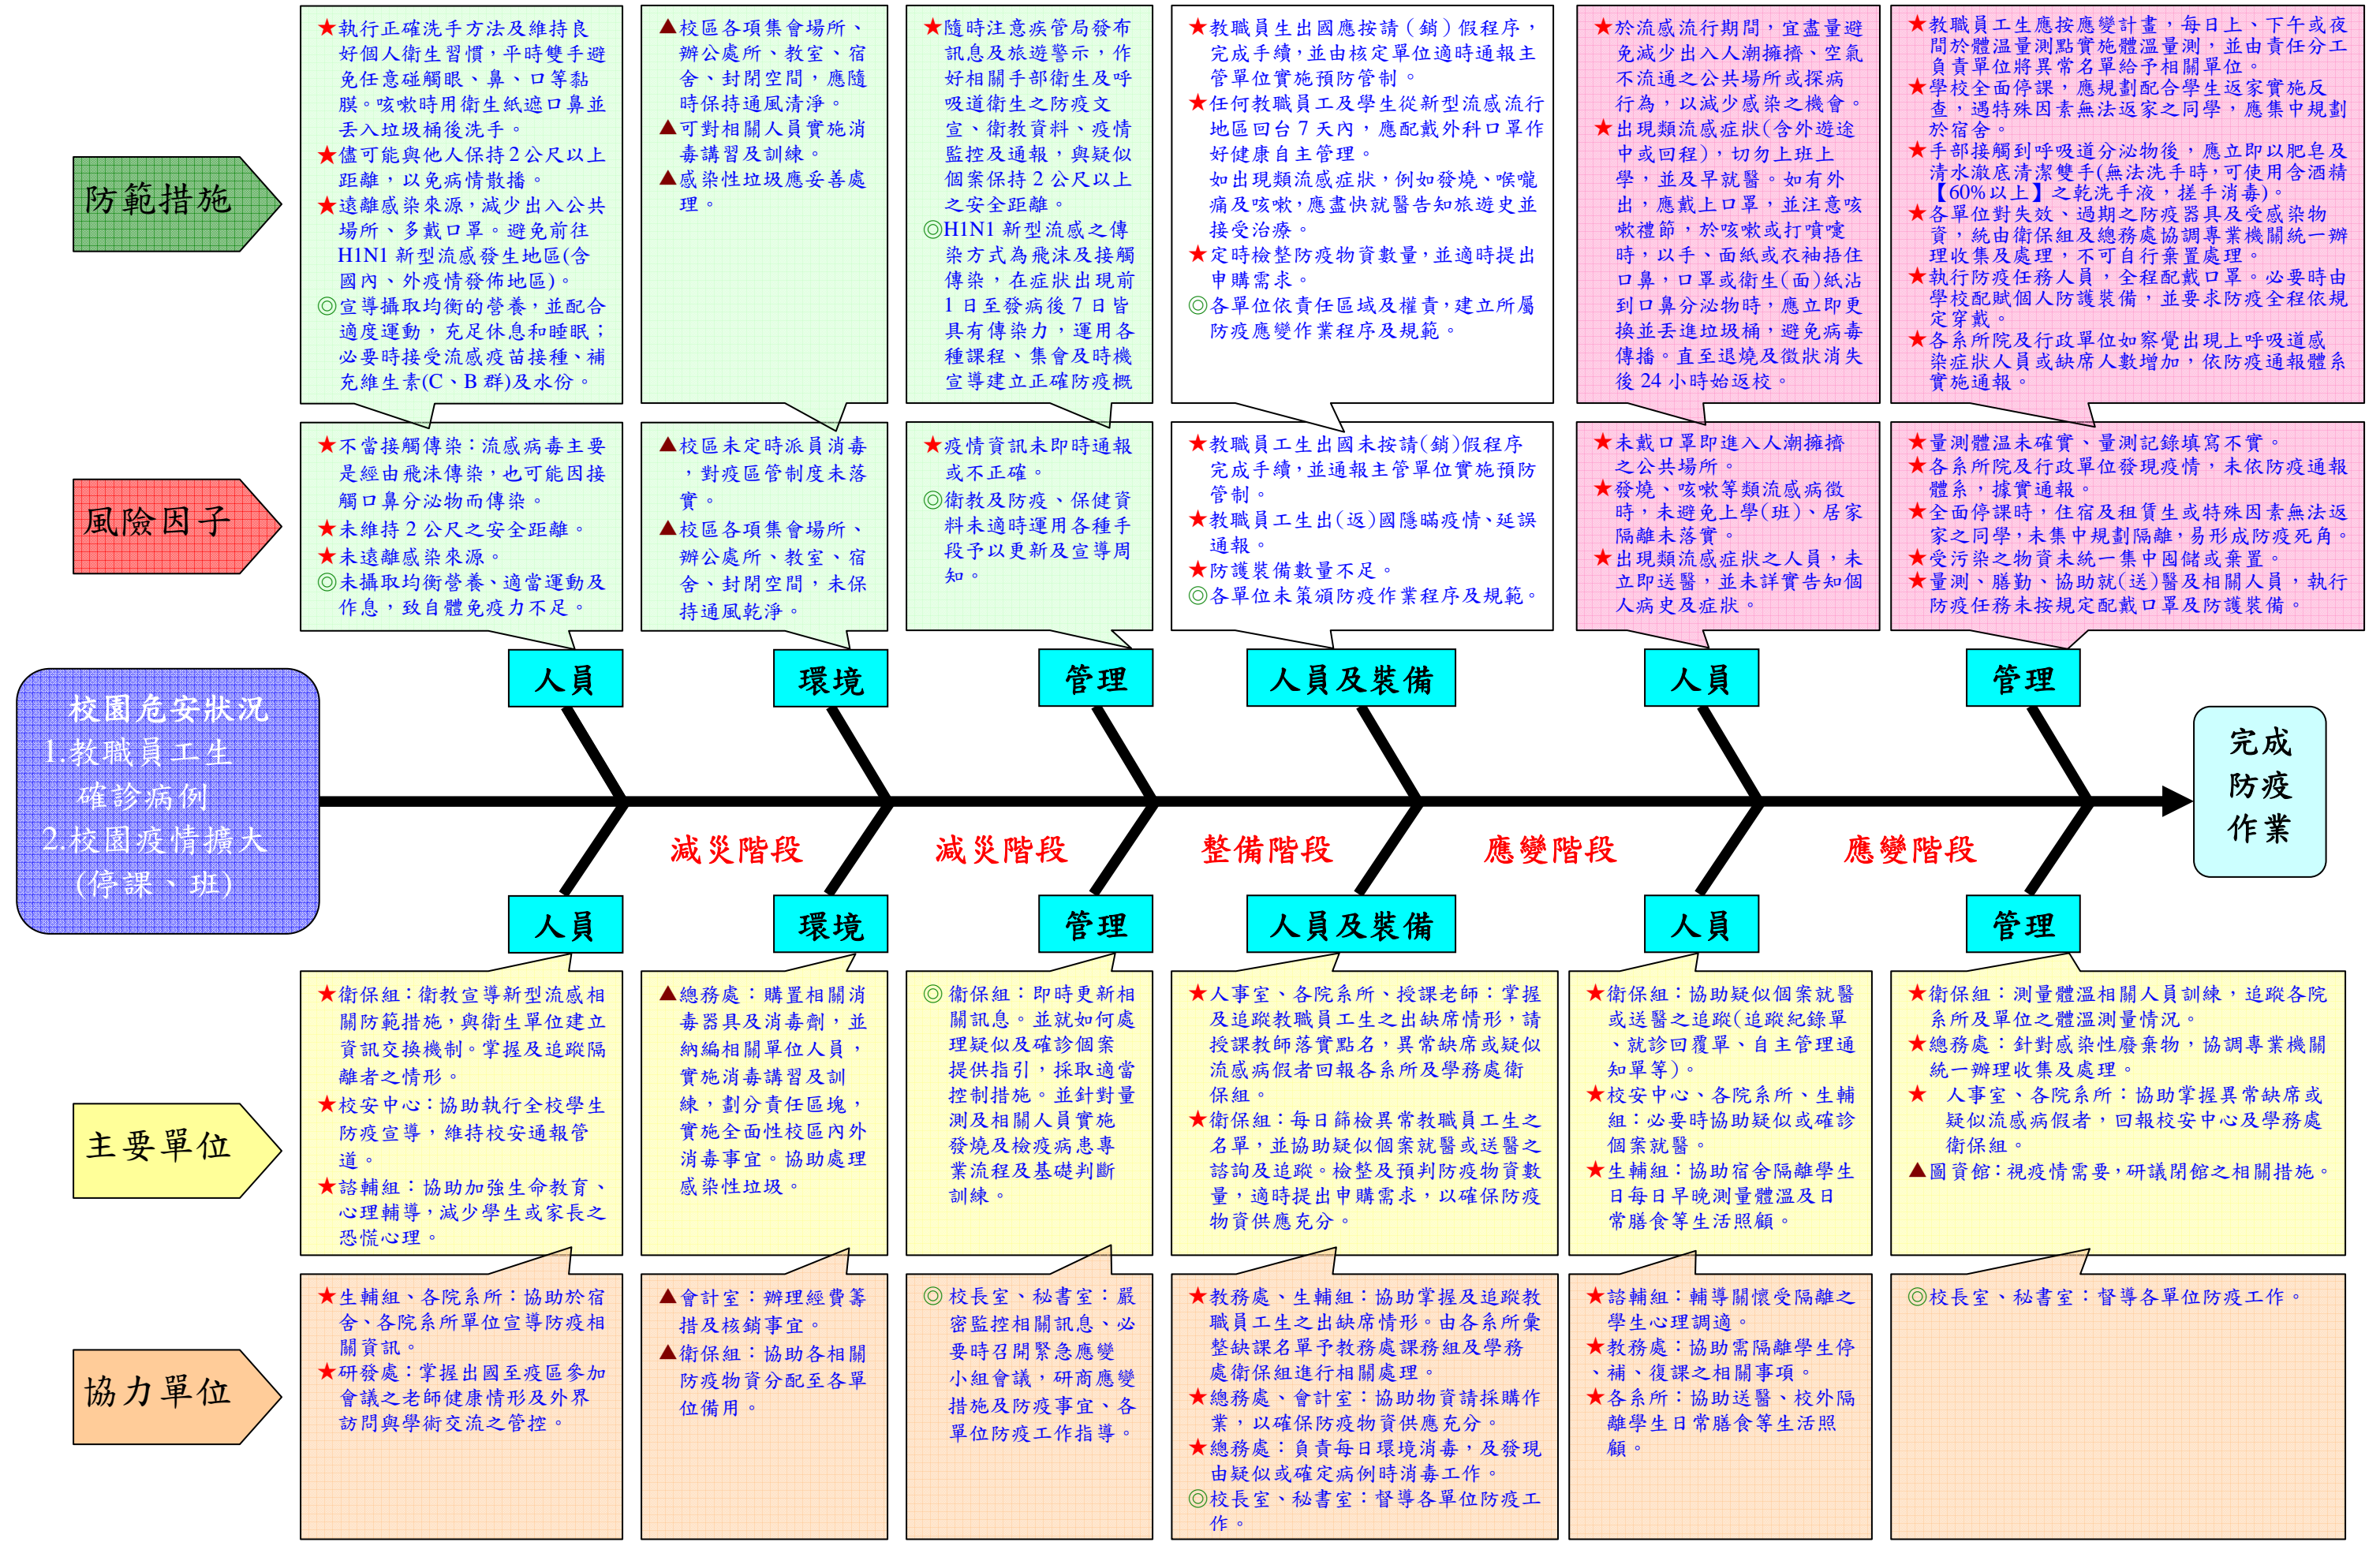 防範措施
★執行正確洗手方法及維持良
好個人衛生習慣，平時雙手避
免任意碰觸眼、鼻、口等黏
膜。咳嗽時用衛生紙遮口鼻並
丟入垃圾桶後洗手。
★儘可能與他人保持2公尺以上
距離，以免病情散播。
★遠離感染來源，減少出入公共
場所、多戴口罩。避免前往
H1N1 新型流感發生地區(含
國內、外疫情發佈地區)。
◎宣導攝取均衡的營養，並配合
適度運動，充足休息和睡眠；
必要時接受流感疫苗接種、補
充維生素(C、B 群)及水份。
▲校區各項集會場所、
辦公處所、教室、宿
舍、封閉空間，應隨
時保持通風清淨。
▲可對相關人員實施消
毒講習及訓練。
▲感染性垃圾應妥善處
理。
★隨時注意疾管局發布
訊息及旅遊警示，作
好相關手部衛生及呼
吸道衛生之防疫文
宣、衛教資料、疫情
監控及通報，與疑似
個案保持 2 公尺以上
之安全距離。
◎H1N1 新型流感之傳
染方式為飛沫及接觸
傳染，在症狀出現前
1 日至發病後 7 日皆
具有傳染力，運用各
種課程、集會及時機
宣導建立正確防疫概
★教職員生出國應按請（銷）假程序，
完成手續，並由核定單位適時通報主
管單位實施預防管制。
★任何教職員工及學生從新型流感流行
地區回台 7 天內，應配戴外科口罩作
好健康自主管理。
如出現類流感症狀，例如發燒、喉嚨
痛及咳嗽，應盡快就醫告知旅遊史並
接受治療。
★定時檢整防疫物資數量，並適時提出
申購需求。
◎各單位依責任區域及權責，建立所屬
防疫應變作業程序及規範。
★於流感流行期間，宜盡量避
免減少出入人潮擁擠、空氣
不流通之公共場所或探病
行為，以減少感染之機會。
★出現類流感症狀(含外遊途
中或回程)，切勿上班上
學，並及早就醫。如有外
出，應戴上口罩，並注意咳
嗽禮節，於咳嗽或打噴嚏
時，以手、面紙或衣袖摀住
口鼻，口罩或衛生(面)紙沾
到口鼻分泌物時，應立即更
換並丟進垃圾桶，避免病毒
傳播。直至退燒及徵狀消失
後 24 小時始返校。
★教職員工生應按應變計畫，每日上、下午或夜
間於體溫量測點實施體溫量測，並由責任分工
負責單位將異常名單給予相關單位。
★學校全面停課，應規劃配合學生返家實施反
查，遇特殊因素無法返家之同學，應集中規劃
於宿舍。
★手部接觸到呼吸道分泌物後，應立即以肥皂及
清水澈底清潔雙手(無法洗手時，可使用含酒精
【60%以上】之乾洗手液，搓手消毒)。
★各單位對失效、過期之防疫器具及受感染物
資，統由衛保組及總務處協調專業機關統一辦
理收集及處理，不可自行棄置處理。
★執行防疫任務人員，全程配戴口罩。必要時由
學校配賦個人防護裝備，並要求防疫全程依規
定穿戴。
★各系所院及行政單位如察覺出現上呼吸道感
染症狀人員或缺席人數增加，依防疫通報體系
實施通報。
風險因子
★不當接觸傳染：流感病毒主要
是經由飛沫傳染，也可能因接
觸口鼻分泌物而傳染。
★未維持 2 公尺之安全距離。
★未遠離感染來源。
◎未攝取均衡營養、適當運動及
作息，致自體免疫力不足。
▲校區未定時派員消毒
，對疫區管制度未落
實。
▲校區各項集會場所、
辦公處所、教室、宿
舍、封閉空間，未保
持通風乾淨。
★疫情資訊未即時通報
或不正確。
◎衛教及防疫、保健資
料未適時運用各種手
段予以更新及宣導周
知。
★教職員工生出國未按請(銷)假程序
完成手續，並通報主管單位實施預防
管制。
★教職員工生出(返)國隱瞞疫情、延誤
通報。
★防護裝備數量不足。
◎各單位未策頒防疫作業程序及規範。
★未戴口罩即進入人潮擁擠
之公共場所。
★發燒、咳嗽等類流感病徵
時，未避免上學(班)、居家
隔離未落實。
★出現類流感症狀之人員，未
立即送醫，並未詳實告知個
人病史及症狀。
★量測體溫未確實、量測記錄填寫不實。
★各系所院及行政單位發現疫情，未依防疫通報
體系，據實通報。
★全面停課時，住宿及租賃生或特殊因素無法返
家之同學，未集中規劃隔離，易形成防疫死角。
★受污染之物資未統一集中囤儲或棄置。
★量測、膳勤、協助就(送)醫及相關人員，執行
防疫任務未按規定配戴口罩及防護裝備。
人員
環境
管理
人員及裝備
人員
管理
校園危安狀況
1.教職員工生
確診病例
2.校園疫情擴大
(停課、班)
完成
防疫
作業
減災階段
減災階段
整備階段
應變階段
應變階段
人員
環境
管理
人員及裝備
人員
管理
主要單位
★衛保組：衛教宣導新型流感相
關防範措施，與衛生單位建立
資訊交換機制。掌握及追蹤隔
離者之情形。
★校安中心：協助執行全校學生
防疫宣導，維持校安通報管
道。
★諮輔組：協助加強生命教育、
心理輔導，減少學生或家長之
恐慌心理。
▲總務處：購置相關消
毒器具及消毒劑，並
納編相關單位人員，
實施消毒講習及訓
練，劃分責任區塊，
實施全面性校區內外
消毒事宜。協助處理
感染性垃圾。
◎ 衞保組：即時更新相
關訊息。並就如何處
理疑似及確診個案
提供指引，採取適當
控制措施。並針對量
測及相關人員實施
發燒及檢疫病患專
業流程及基礎判斷
訓練。
★人事室、各院系所、授課老師：掌握
及追蹤教職員工生之出缺席情形，請
授課教師落實點名，異常缺席或疑似
流感病假者回報各系所及學務處衛
保組。
★衛保組：每日篩檢異常教職員工生之
名單，並協助疑似個案就醫或送醫之
諮詢及追蹤。檢整及預判防疫物資數
量，適時提出申購需求，以確保防疫
物資供應充分。
★衛保組：協助疑似個案就醫
或送醫之追蹤(追蹤紀錄單
、就診回覆單、自主管理通
知單等)。
★校安中心、各院系所、生輔
組：必要時協助疑似或確診
個案就醫。
★生輔組：協助宿舍隔離學生
日每日早晚測量體溫及日
常膳食等生活照顧。
★衛保組：測量體溫相關人員訓練，追蹤各院
系所及單位之體溫測量情況。
★總務處：針對感染性廢棄物，協調專業機關
統一辦理收集及處理。
★ 人事室、各院系所：協助掌握異常缺席或
疑似流感病假者，回報校安中心及學務處
衛保組。
▲圖資館：視疫情需要，研議閉館之相關措施。
協力單位
★生輔組、各院系所：協助於宿
舍、各院系所單位宣導防疫相
關資訊。
★研發處：掌握出國至疫區參加
會議之老師健康情形及外界
訪問與學術交流之管控。
▲會計室：辦理經費籌
措及核銷事宜。
▲衛保組：協助各相關
防疫物資分配至各單
位備用。
◎ 校長室、秘書室：嚴
密監控相關訊息、必
要時召開緊急應變
小組會議，研商應變
措施及防疫事宜、各
單位防疫工作指導。
★教務處、生輔組：協助掌握及追蹤教
職員工生之出缺席情形。由各系所彙
整缺課名單予教務處課務組及學務
處衛保組進行相關處理。
★總務處、會計室：協助物資請採購作
業，以確保防疫物資供應充分。
★總務處：負責每日環境消毒，及發現
由疑似或確定病例時消毒工作。
◎校長室、秘書室：督導各單位防疫工
作。
★諮輔組：輔導關懷受隔離之
學生心理調適。
★教務處：協助需隔離學生停
、補、復課之相關事項。
★各系所：協助送醫、校外隔
離學生日常膳食等生活照
顧。
◎校長室、秘書室：督導各單位防疫工作。